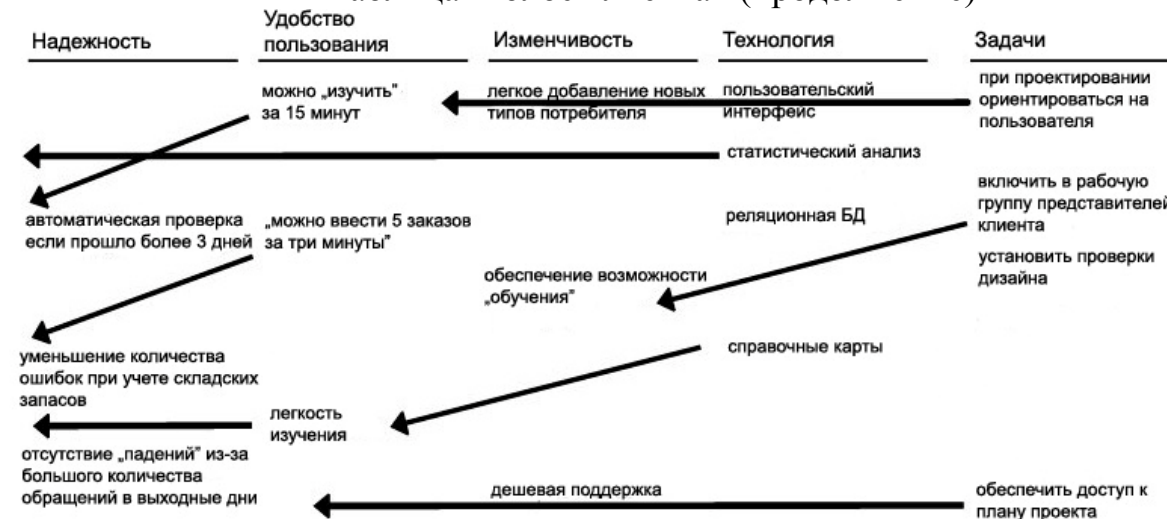 (продолжение)
Надежность
автоматическая проверка
если прошло более 3 дней
уменьшение количества
ошибок при учете складских
запасов
отсутствие „падений" из-за
большого количества
обращений в выходные дни
Удобство
пользования
можно „изучить"
за 15 минут
„можно ввести 5 заказов
за три минуты"
легкость
изучения
Изменчивость
легкое добавление новых
типов потребителя
обеспечение возможности
„обучения"
дешевая поддержка
Технология
пользовательский
интерфейс
статистический анализ
реляционная БД
справочные карты
Задачи
при проектировании
ориентироваться на
пользователя
включить в рабочую
группу представителей
клиента
установить проверки
дизайна
обеспечить доступ к
плану проекта